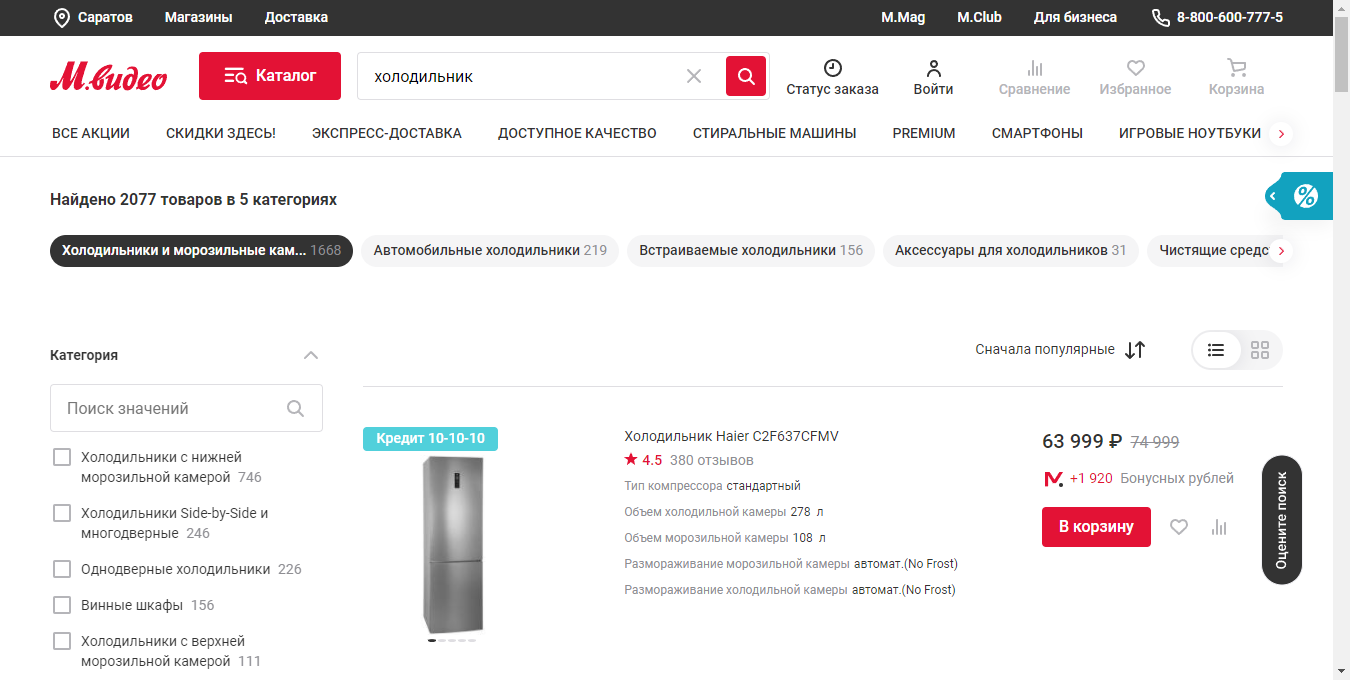 Саратов Магазины Доставка M.Mag M.Club Для бизнеса 8-800-600-777-5
М.видео Каталог холодильник Статус заказа Войти Сравнение Избранное Корзина
ВСЕ АКЦИИ СКИДКИ ЗДЕСЬ! ЭКСПРЕСС-ДОСТАВКА ДОСТУПНОЕ КАЧЕСТВО СТИРАЛЬНЫЕ МАШИНЫ PREMIUM СМАРТФОНЫ ИГРОВЫЕ НОУТБУКИ
%
Найдено 2077 товаров в 5 категориях
Холодильники и морозильные кам... 1668 Автомобильные холодильники 219 Встраиваемые холодильники 156 Аксессуары для холодильников 31 Чистящие средс
Сначала популярные
Категория
Поиск значений
Холодильники с нижней
морозильной камерой 746
Холодильники Side-by-Side и
многодверные 246
Однодверные холодильники 226
Винные шкафы 156
Холодильники с верхней
морозильной камерой 111
Кредит 10-10-10
Холодильник Haier C2F637CFMV
4.5 380 отзывов
Тип компрессора стандартный
Объем холодильной камеры 278 л
Объем морозильной камеры 108 л
Размораживание морозильной камеры автомат.(No Frost)
Размораживание холодильной камеры автомат.(No Frost)
63 999 ₽ 74 999
+1 920 Бонусных рублей
В корзину
Оцените поиск